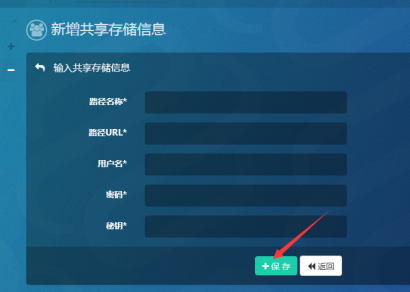 新增共享存储信息
输入共享存储信息
路径名称*
路径URL*
用户名*
密码*
秘钥*
+保存 返回